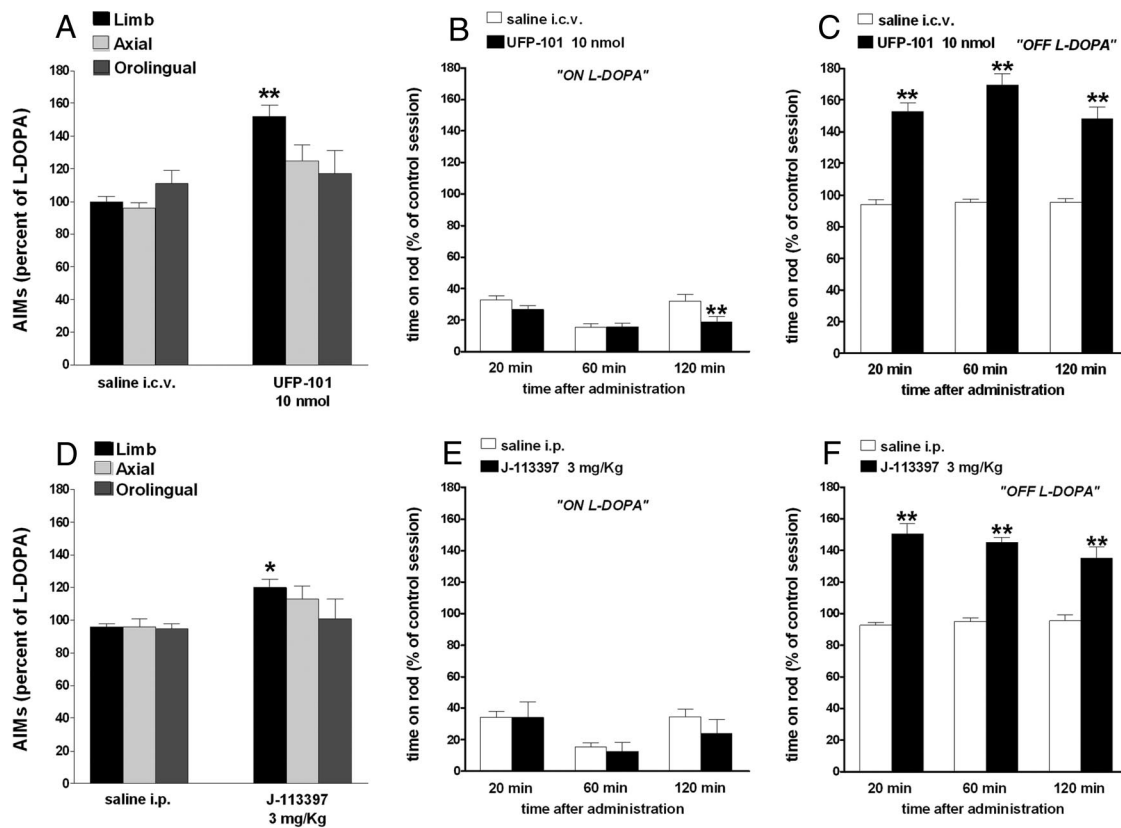 A
Limb
Axial
Orolingual
AIMs (percent of L-DOPA)
180
160
140
120
100
80
60
40
20
0
**
saline i.c.v.
UFP-101
10 nmol
B
saline i.c.v.
UFP-101 10 nmol
"ON L-DOPA"
time on rod (% of control session)
180
160
140
120
100
80
60
40
20
0
**
20 min
60 min
120 min
time after administration
C
saline i.c.v.
UFP-101 10 nmol
"OFF L-DOPA"
time on rod (% of control session)
180
160
140
120
100
80
60
40
20
0
**
**
**
20 min
60 min
120 min
time after administration
D
Limb
Axial
Orolingual
AIMs (percent of L-DOPA)
180
160
140
120
100
80
60
40
20
0
*
saline i.p.
J-113397
3 mg/Kg
E
saline i.p.
J-113397 3 mg/Kg
"ON L-DOPA"
time on rod (% of control session)
180
160
140
120
100
80
60
40
20
0
20 min
60 min
120 min
time after administration
F
saline i.p.
J-113397 3 mg/Kg
"OFF L-DOPA"
time on rod (% of control session)
180
160
140
120
100
80
60
40
20
0
**
**
**
20 min
60 min
120 min
time after administration